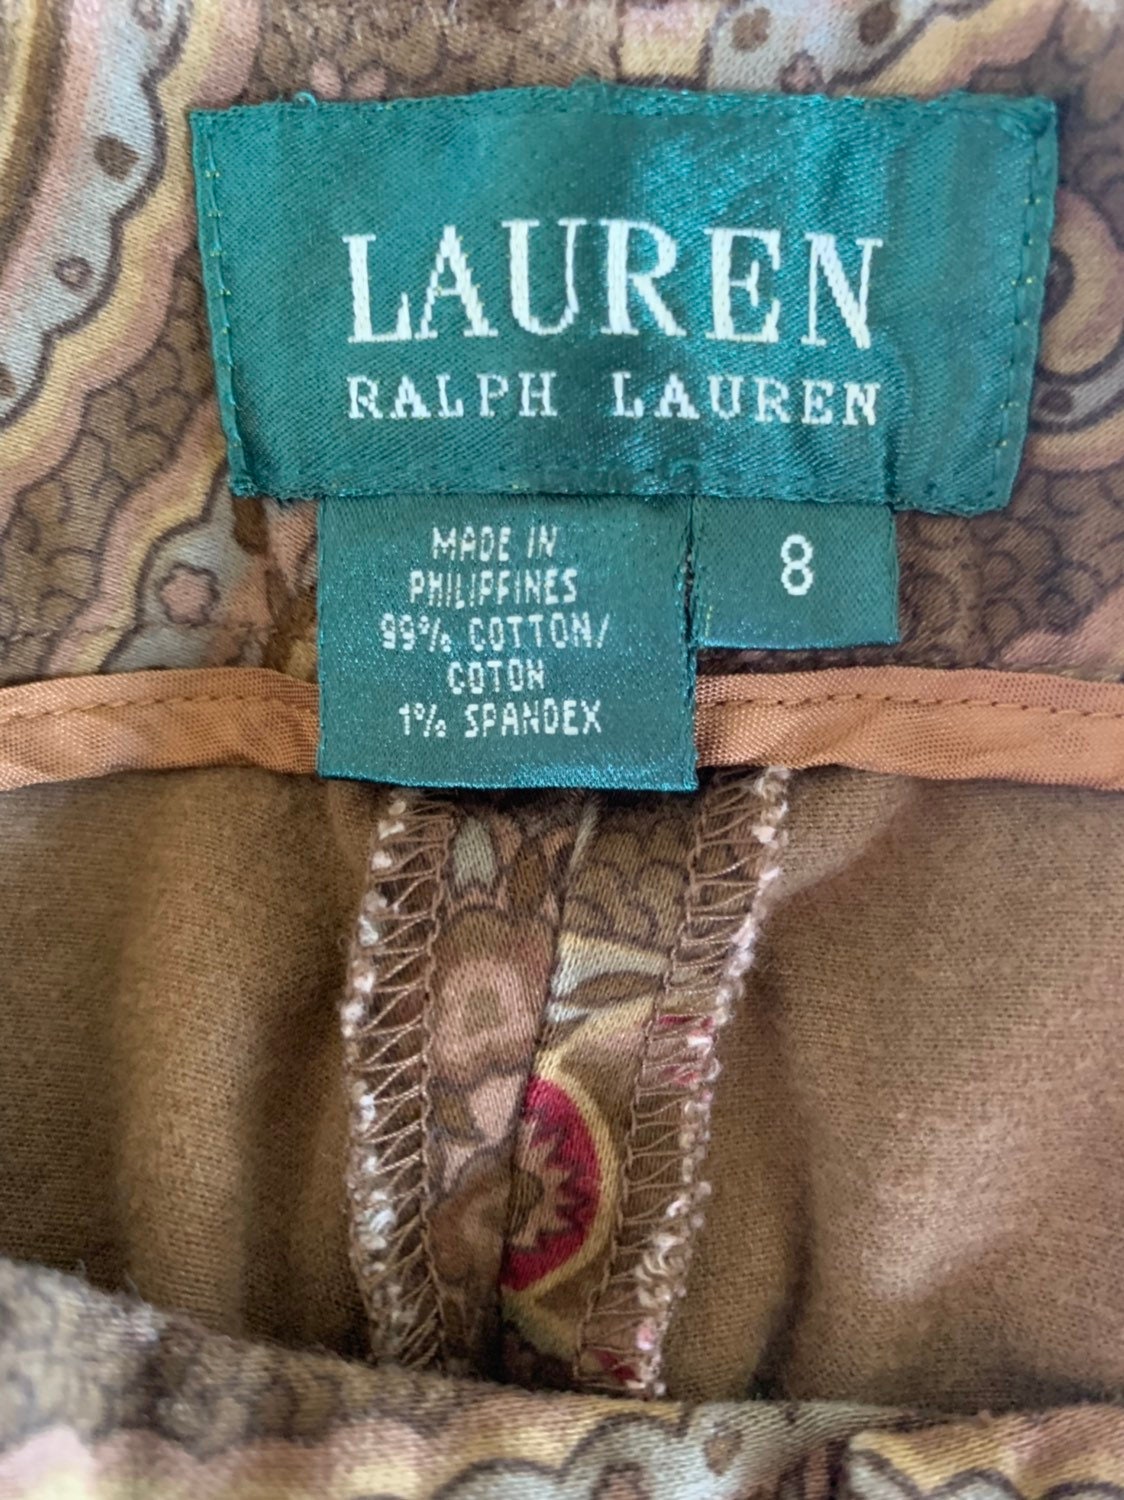 LAUREN
RALPH LAUREN
MADE IN
PHILIPPINES
99% COTTON/
COTON
1% SPANDEX
8